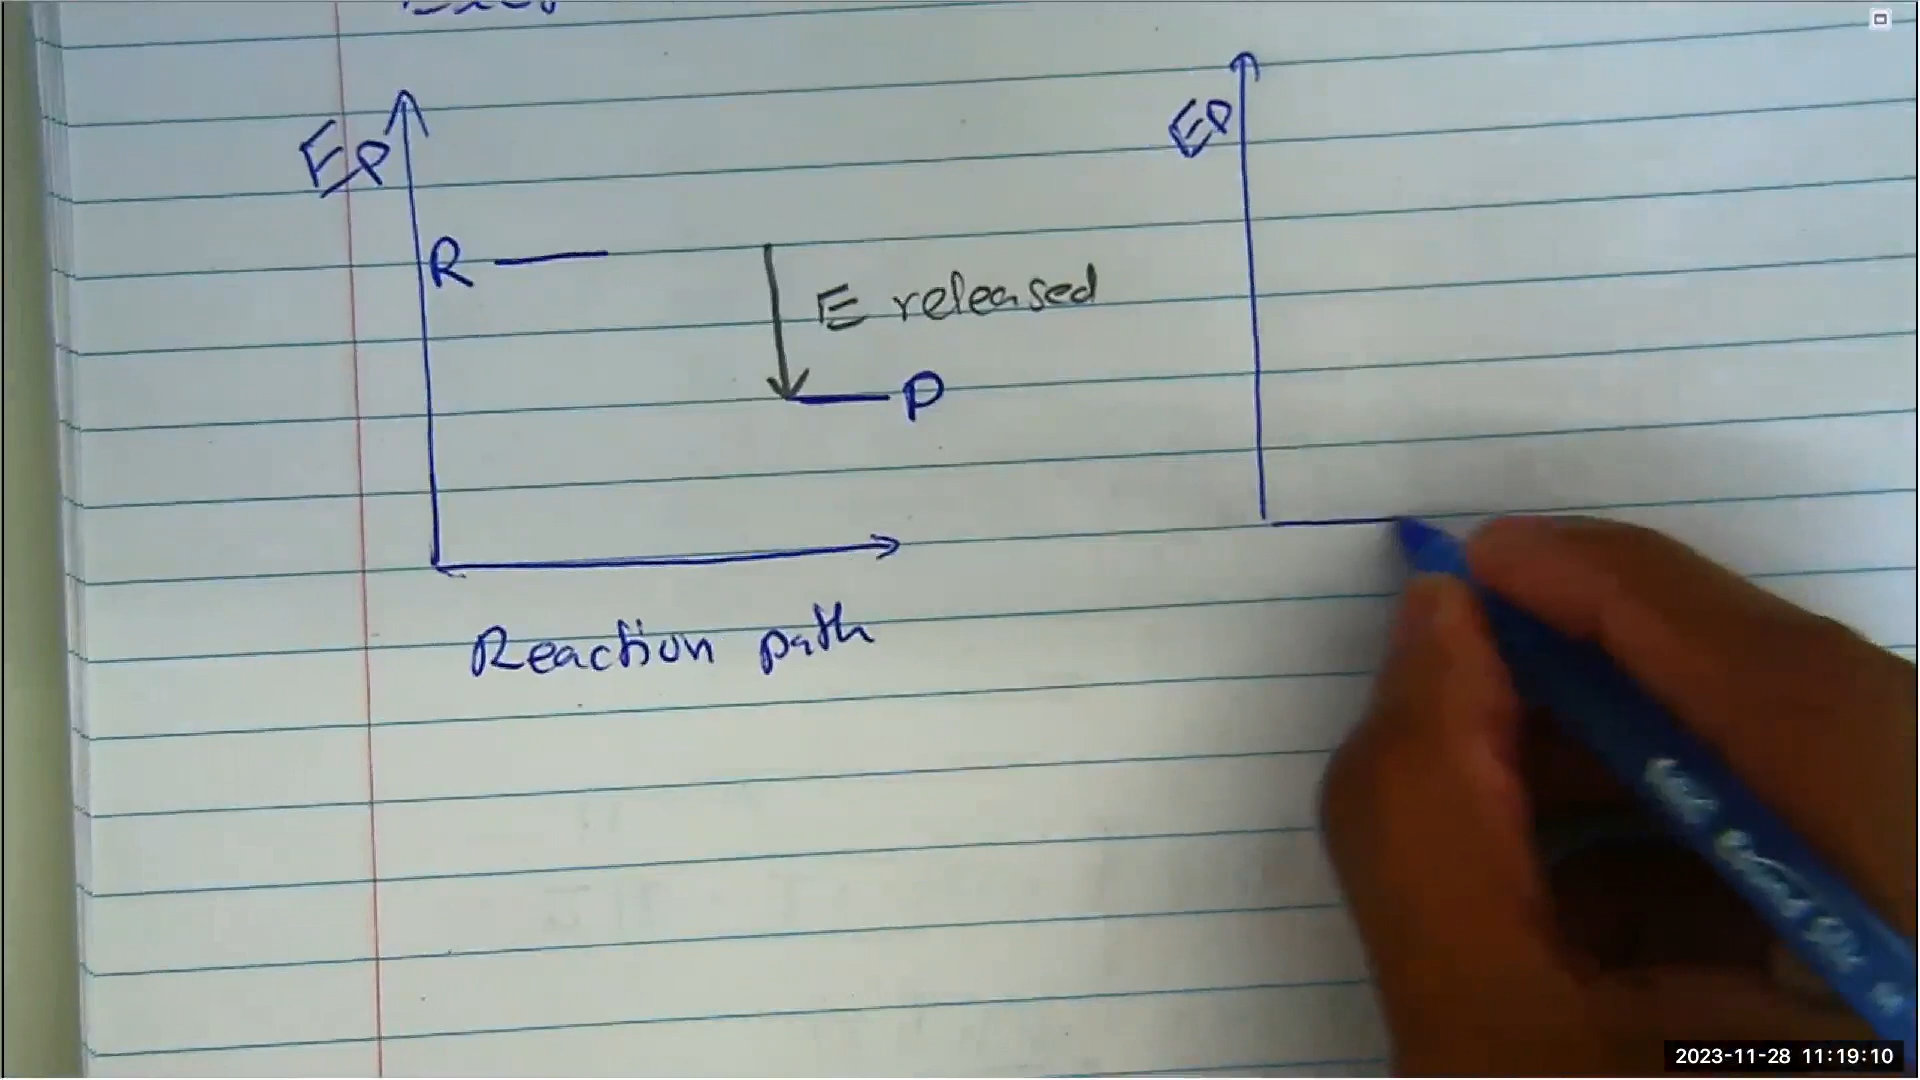 Ep
Ep
R
E released
P
Reaction path
2023-11-28 11:19:10